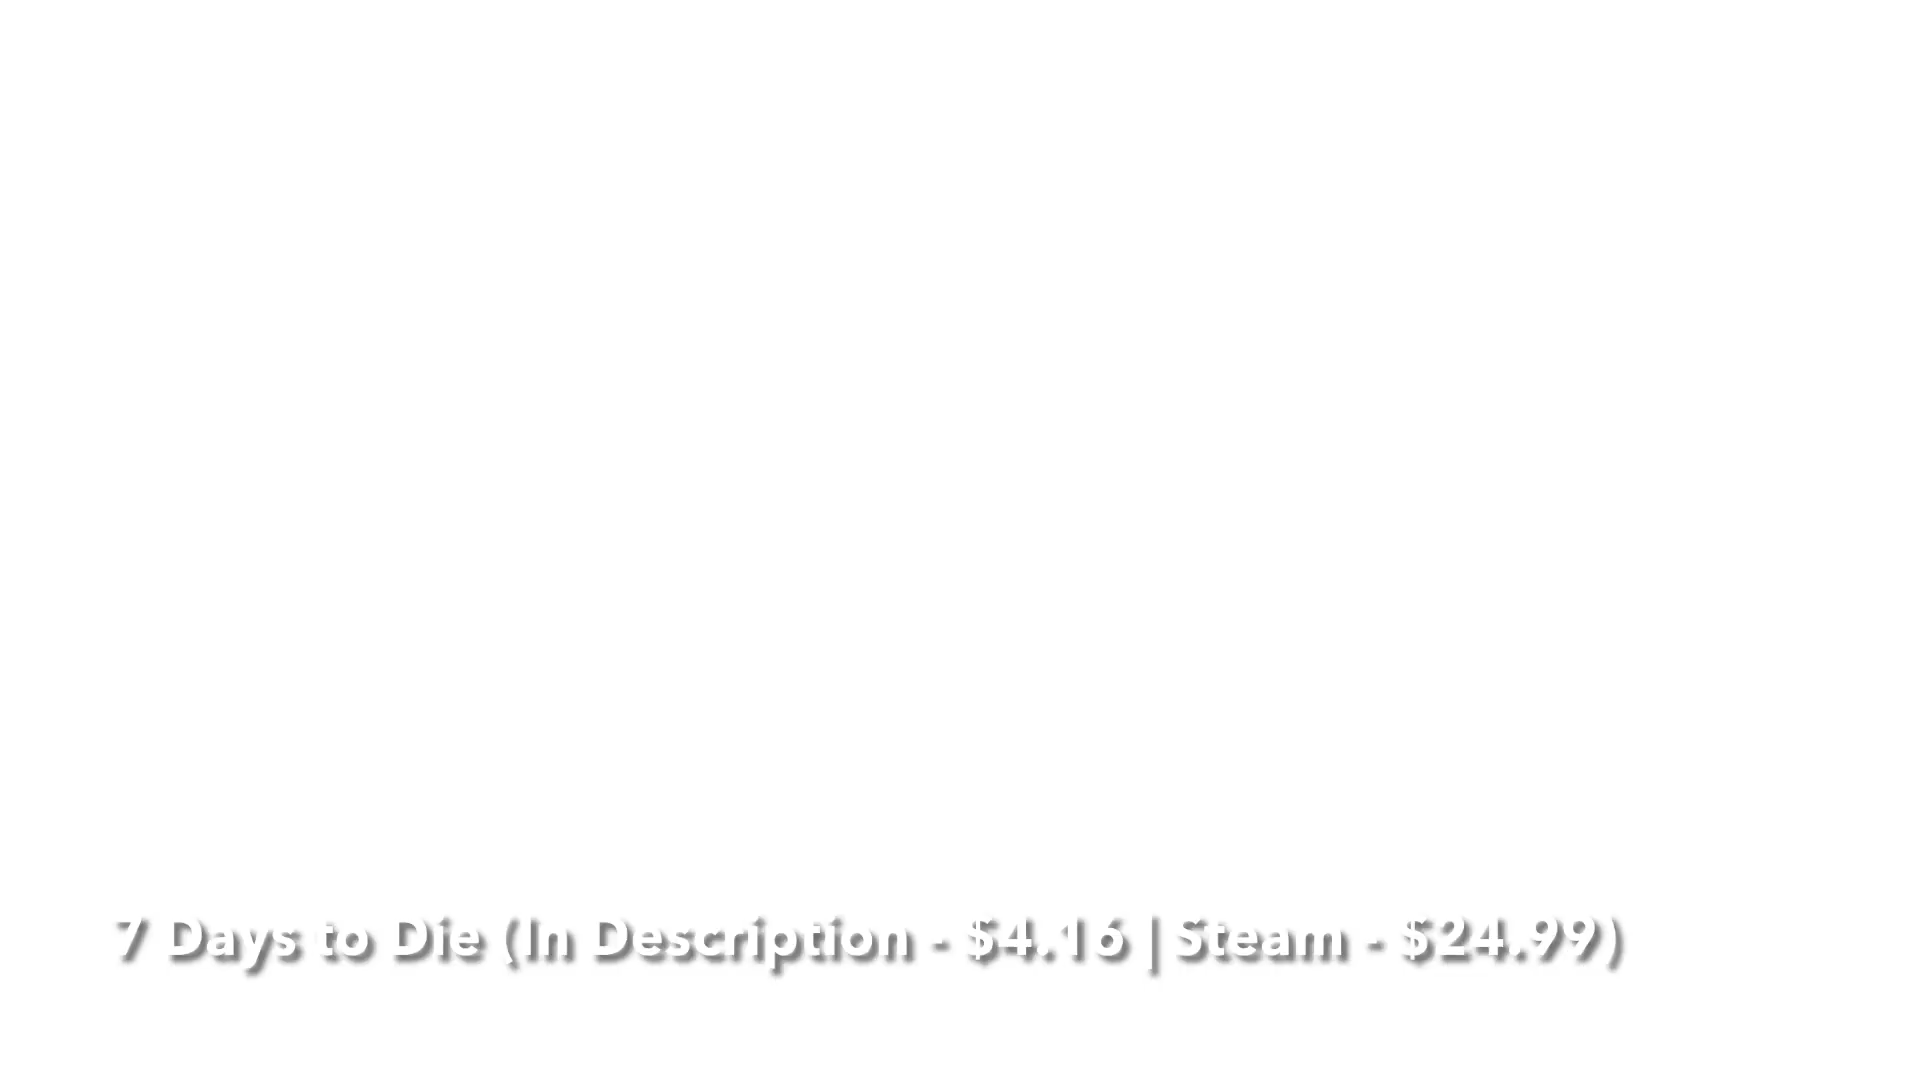 7 Days to Die (In Description - $4.16 | Steam - $24.99)